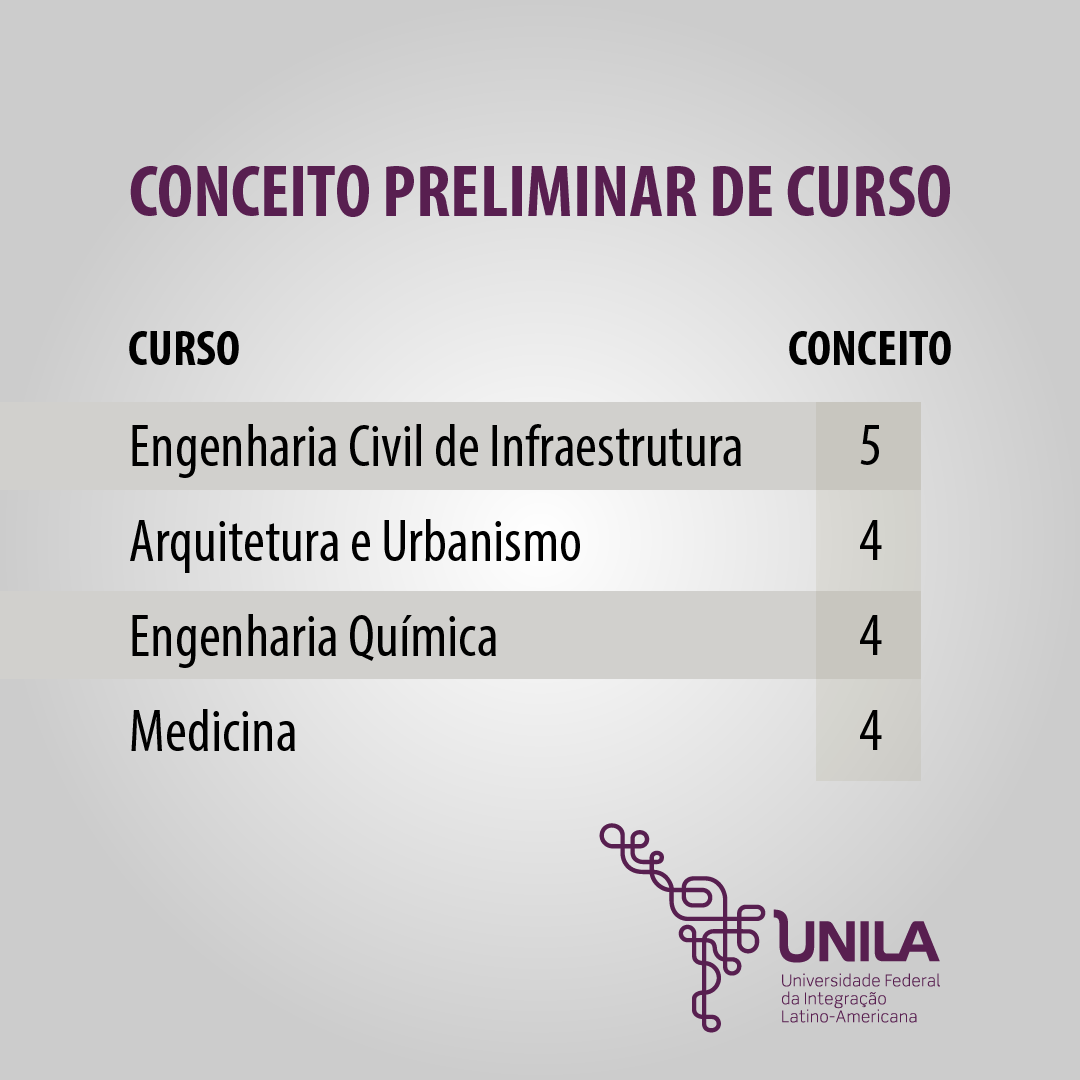 CONCEITO PRELIMINAR DE CURSO
CURSO CONCEITO
Engenharia Civil de Infraestrutura 5
Arquitetura e Urbanismo 4
Engenharia Química 4
Medicina 4
UNILA
Universidade Federal
da Integração
Latino-Americana